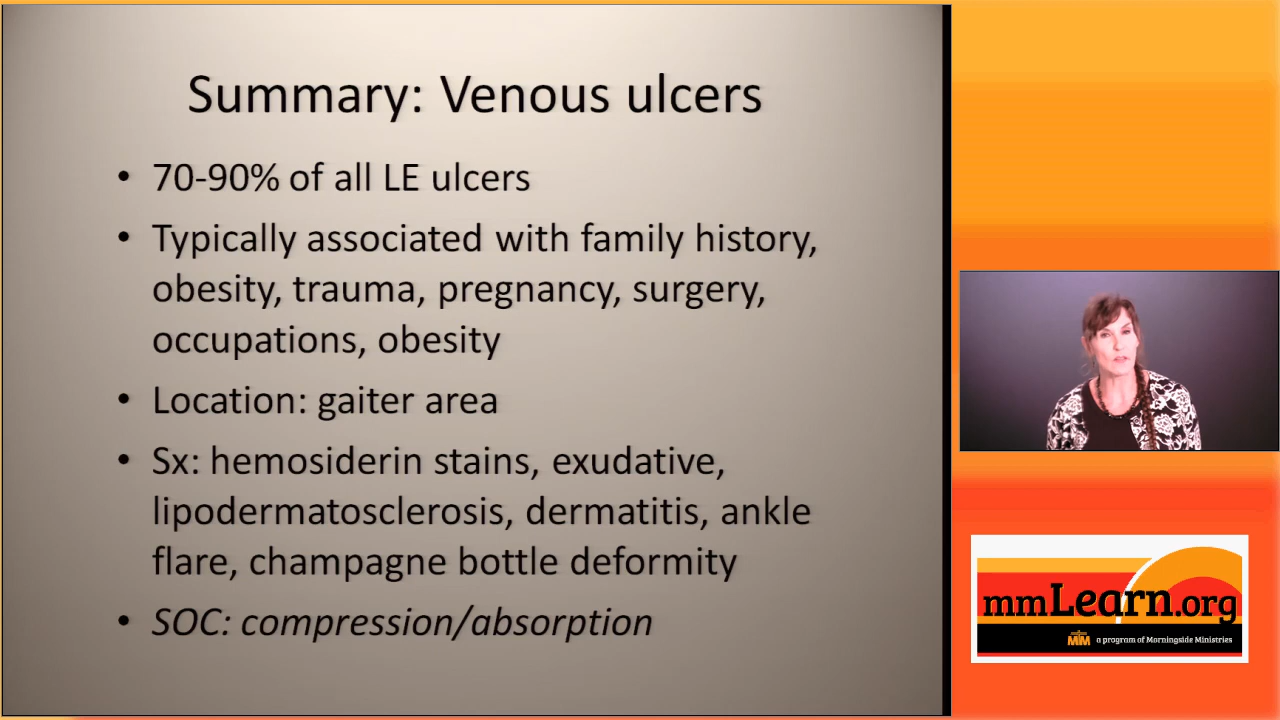 Summary: Venous ulcers
• 70-90% of all LE ulcers
• Typically associated with family history,
obesity, trauma, pregnancy, surgery,
occupations, obesity
• Location: gaiter area
• Sx: hemosiderin stains, exudative,
lipodermatosclerosis, dermatitis, ankle
flare, champagne bottle deformity
• SOC: compression/absorption
mmLearn.org
MM a program of Morningside Ministries